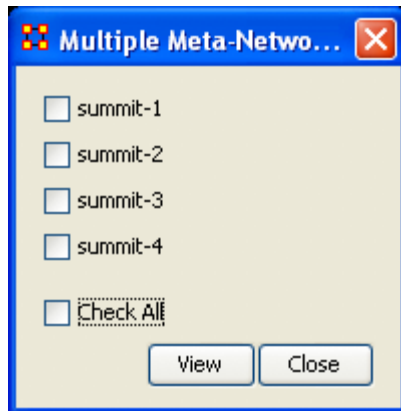 Multiple Meta-Netwo...
summit-1
summit-2
summit-3
summit-4
Check All
View Close